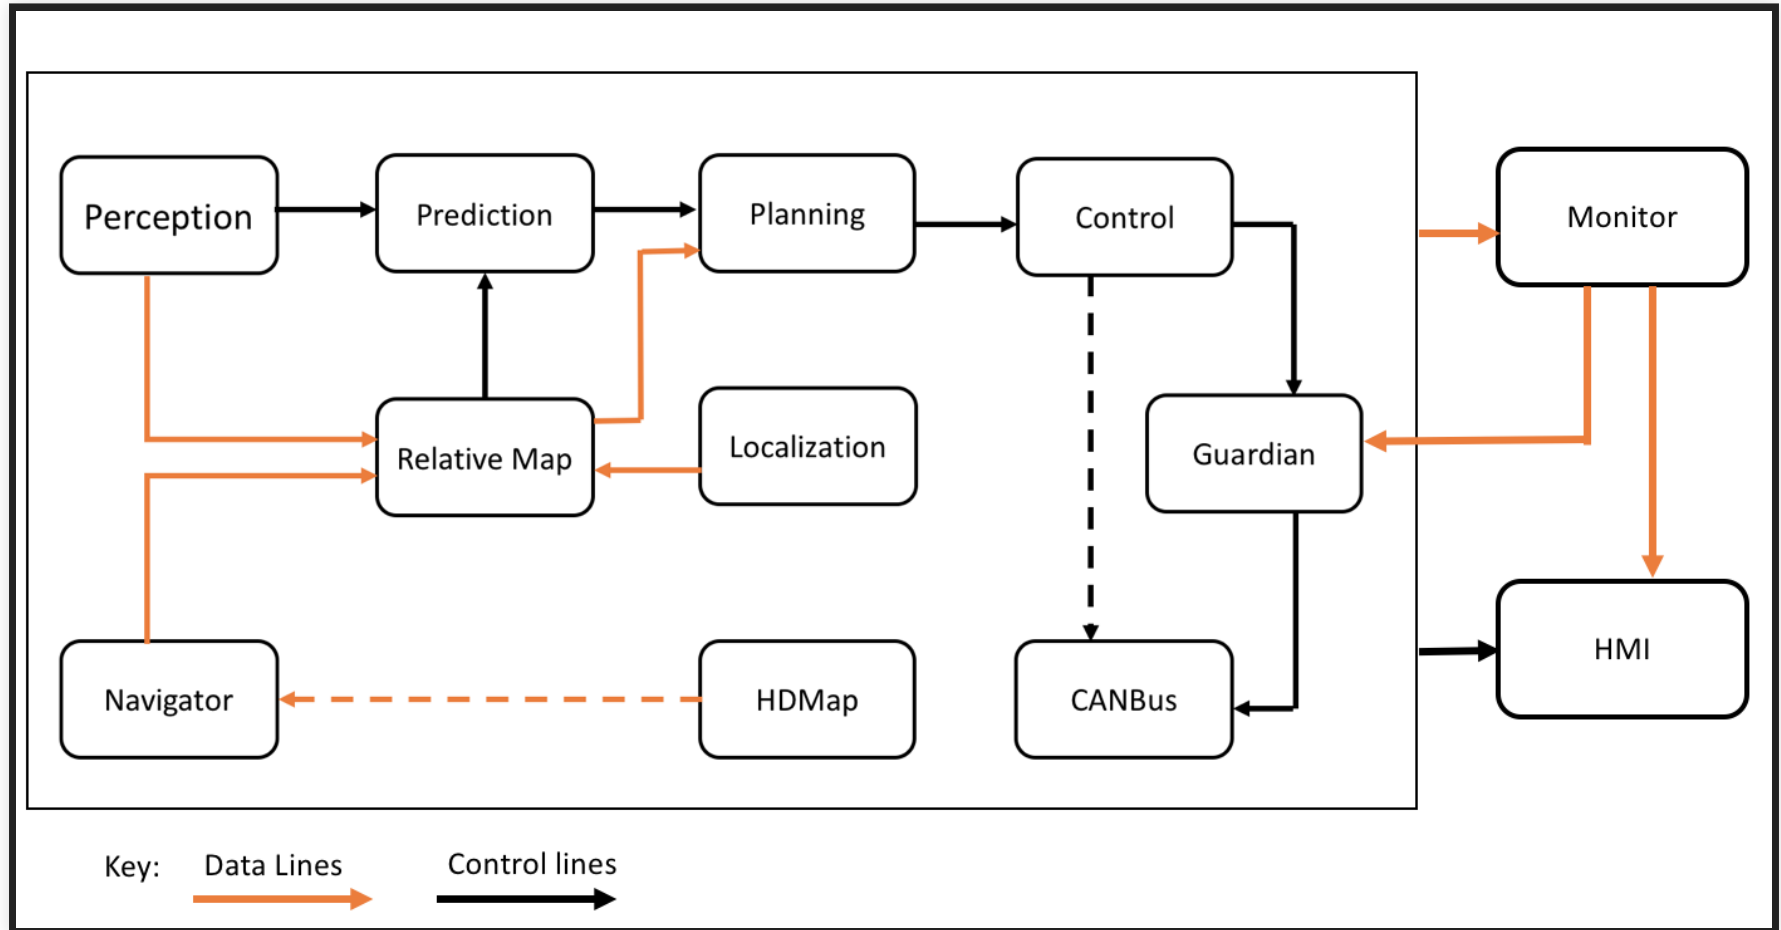 Perception
Prediction
Planning
Control
Monitor
Relative Map
Localization
Guardian
Navigator
HDMap
CANBus
HMI
Key:
Data Lines
Control lines